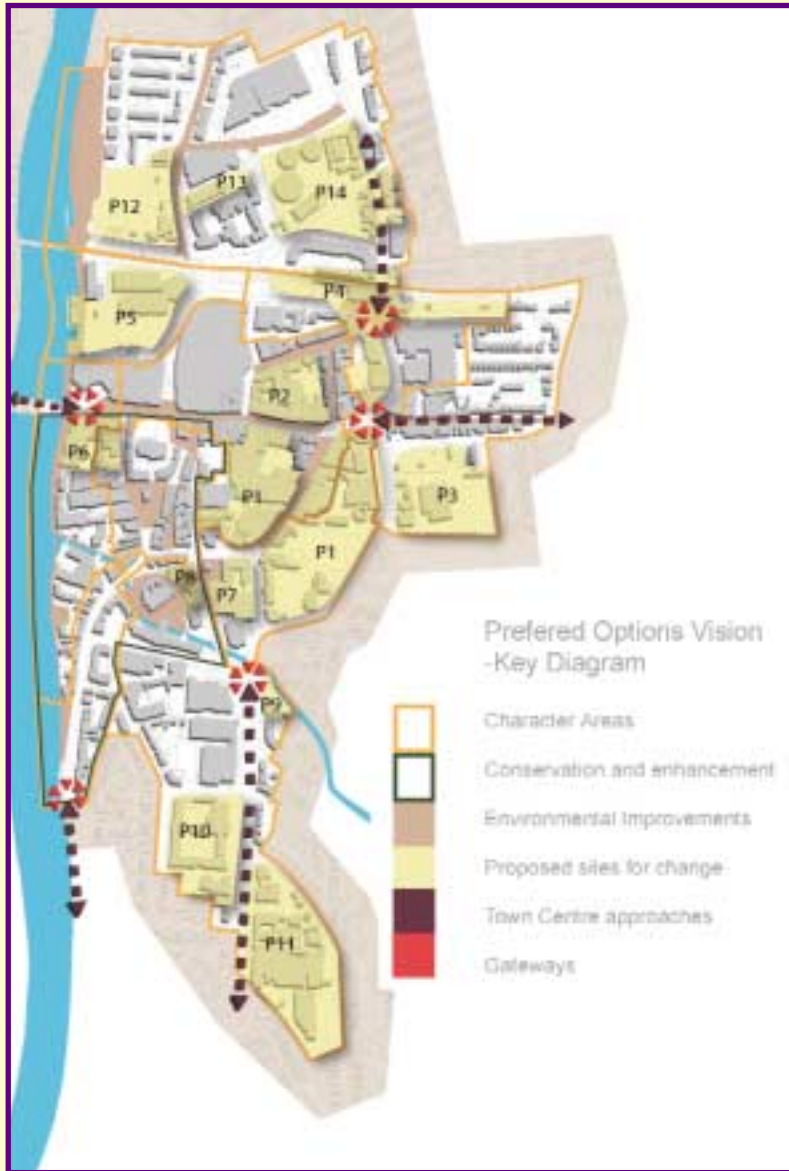 P12
P13
P14
P5
P4
P2
P6
P1
P3
P1
P8
P7
P9
P10
P11
Prefered Options Vision
-Key Diagram
Character Areas
Conservation and enhancement
Environmental Improvements
Proposed sites for change
Town Centre approaches
Gateways